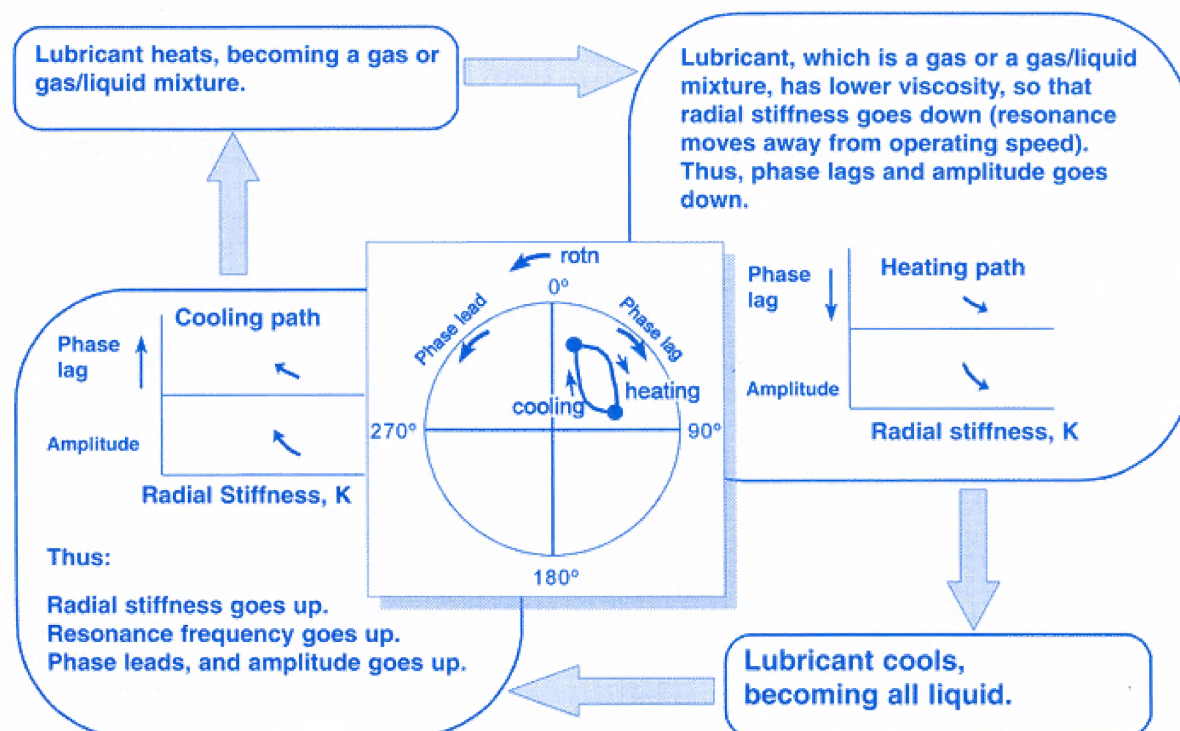 Lubricant heats, becoming a gas or
gas/liquid mixture.
Lubricant, which is a gas or a gas/liquid
mixture, has lower viscosity, so that
radial stiffness goes down (resonance
moves away from operating speed).
Thus, phase lags and amplitude goes
down.
Phase
lag
Heating path
Amplitude
Radial stiffness, K
rotn
0º
Phase lead
Phase lag
cooling
heating
270º
90º
180º
Cooling path
Phase
lag
Amplitude
Radial Stiffness, K
Thus:
Radial stiffness goes up.
Resonance frequency goes up.
Phase leads, and amplitude goes up.
Lubricant cools,
becoming all liquid.